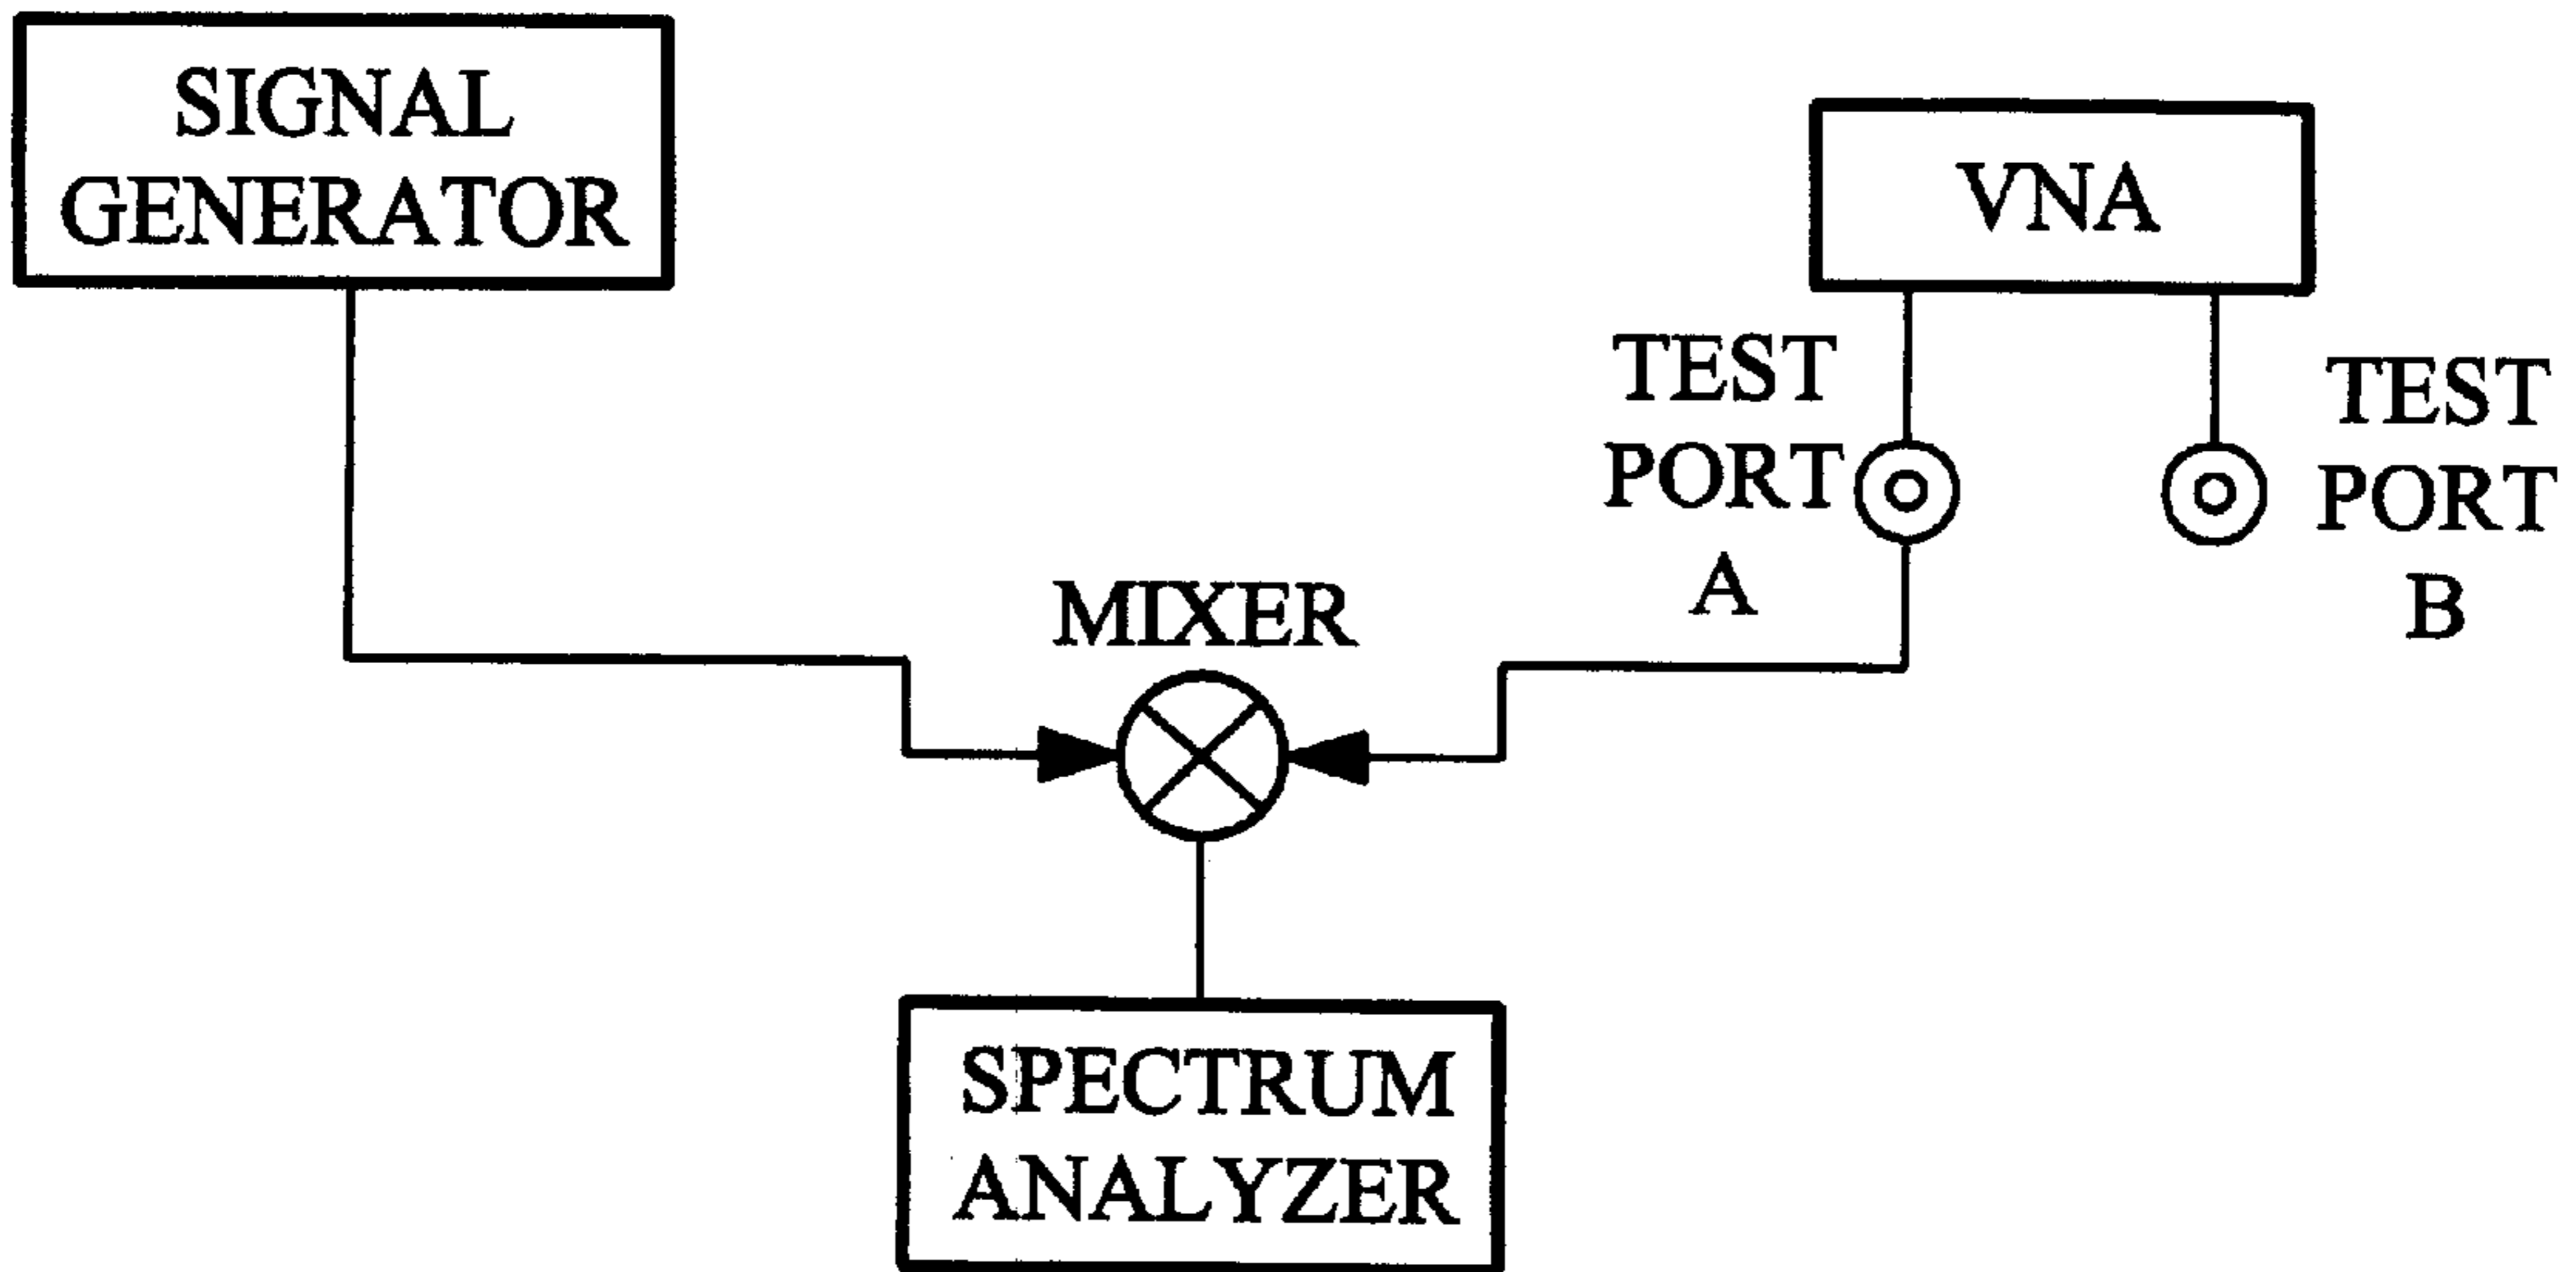 SIGNAL
GENERATOR
VNA
TEST
PORT
A
TEST
PORT
B
MIXER
SPECTRUM
ANALYZER